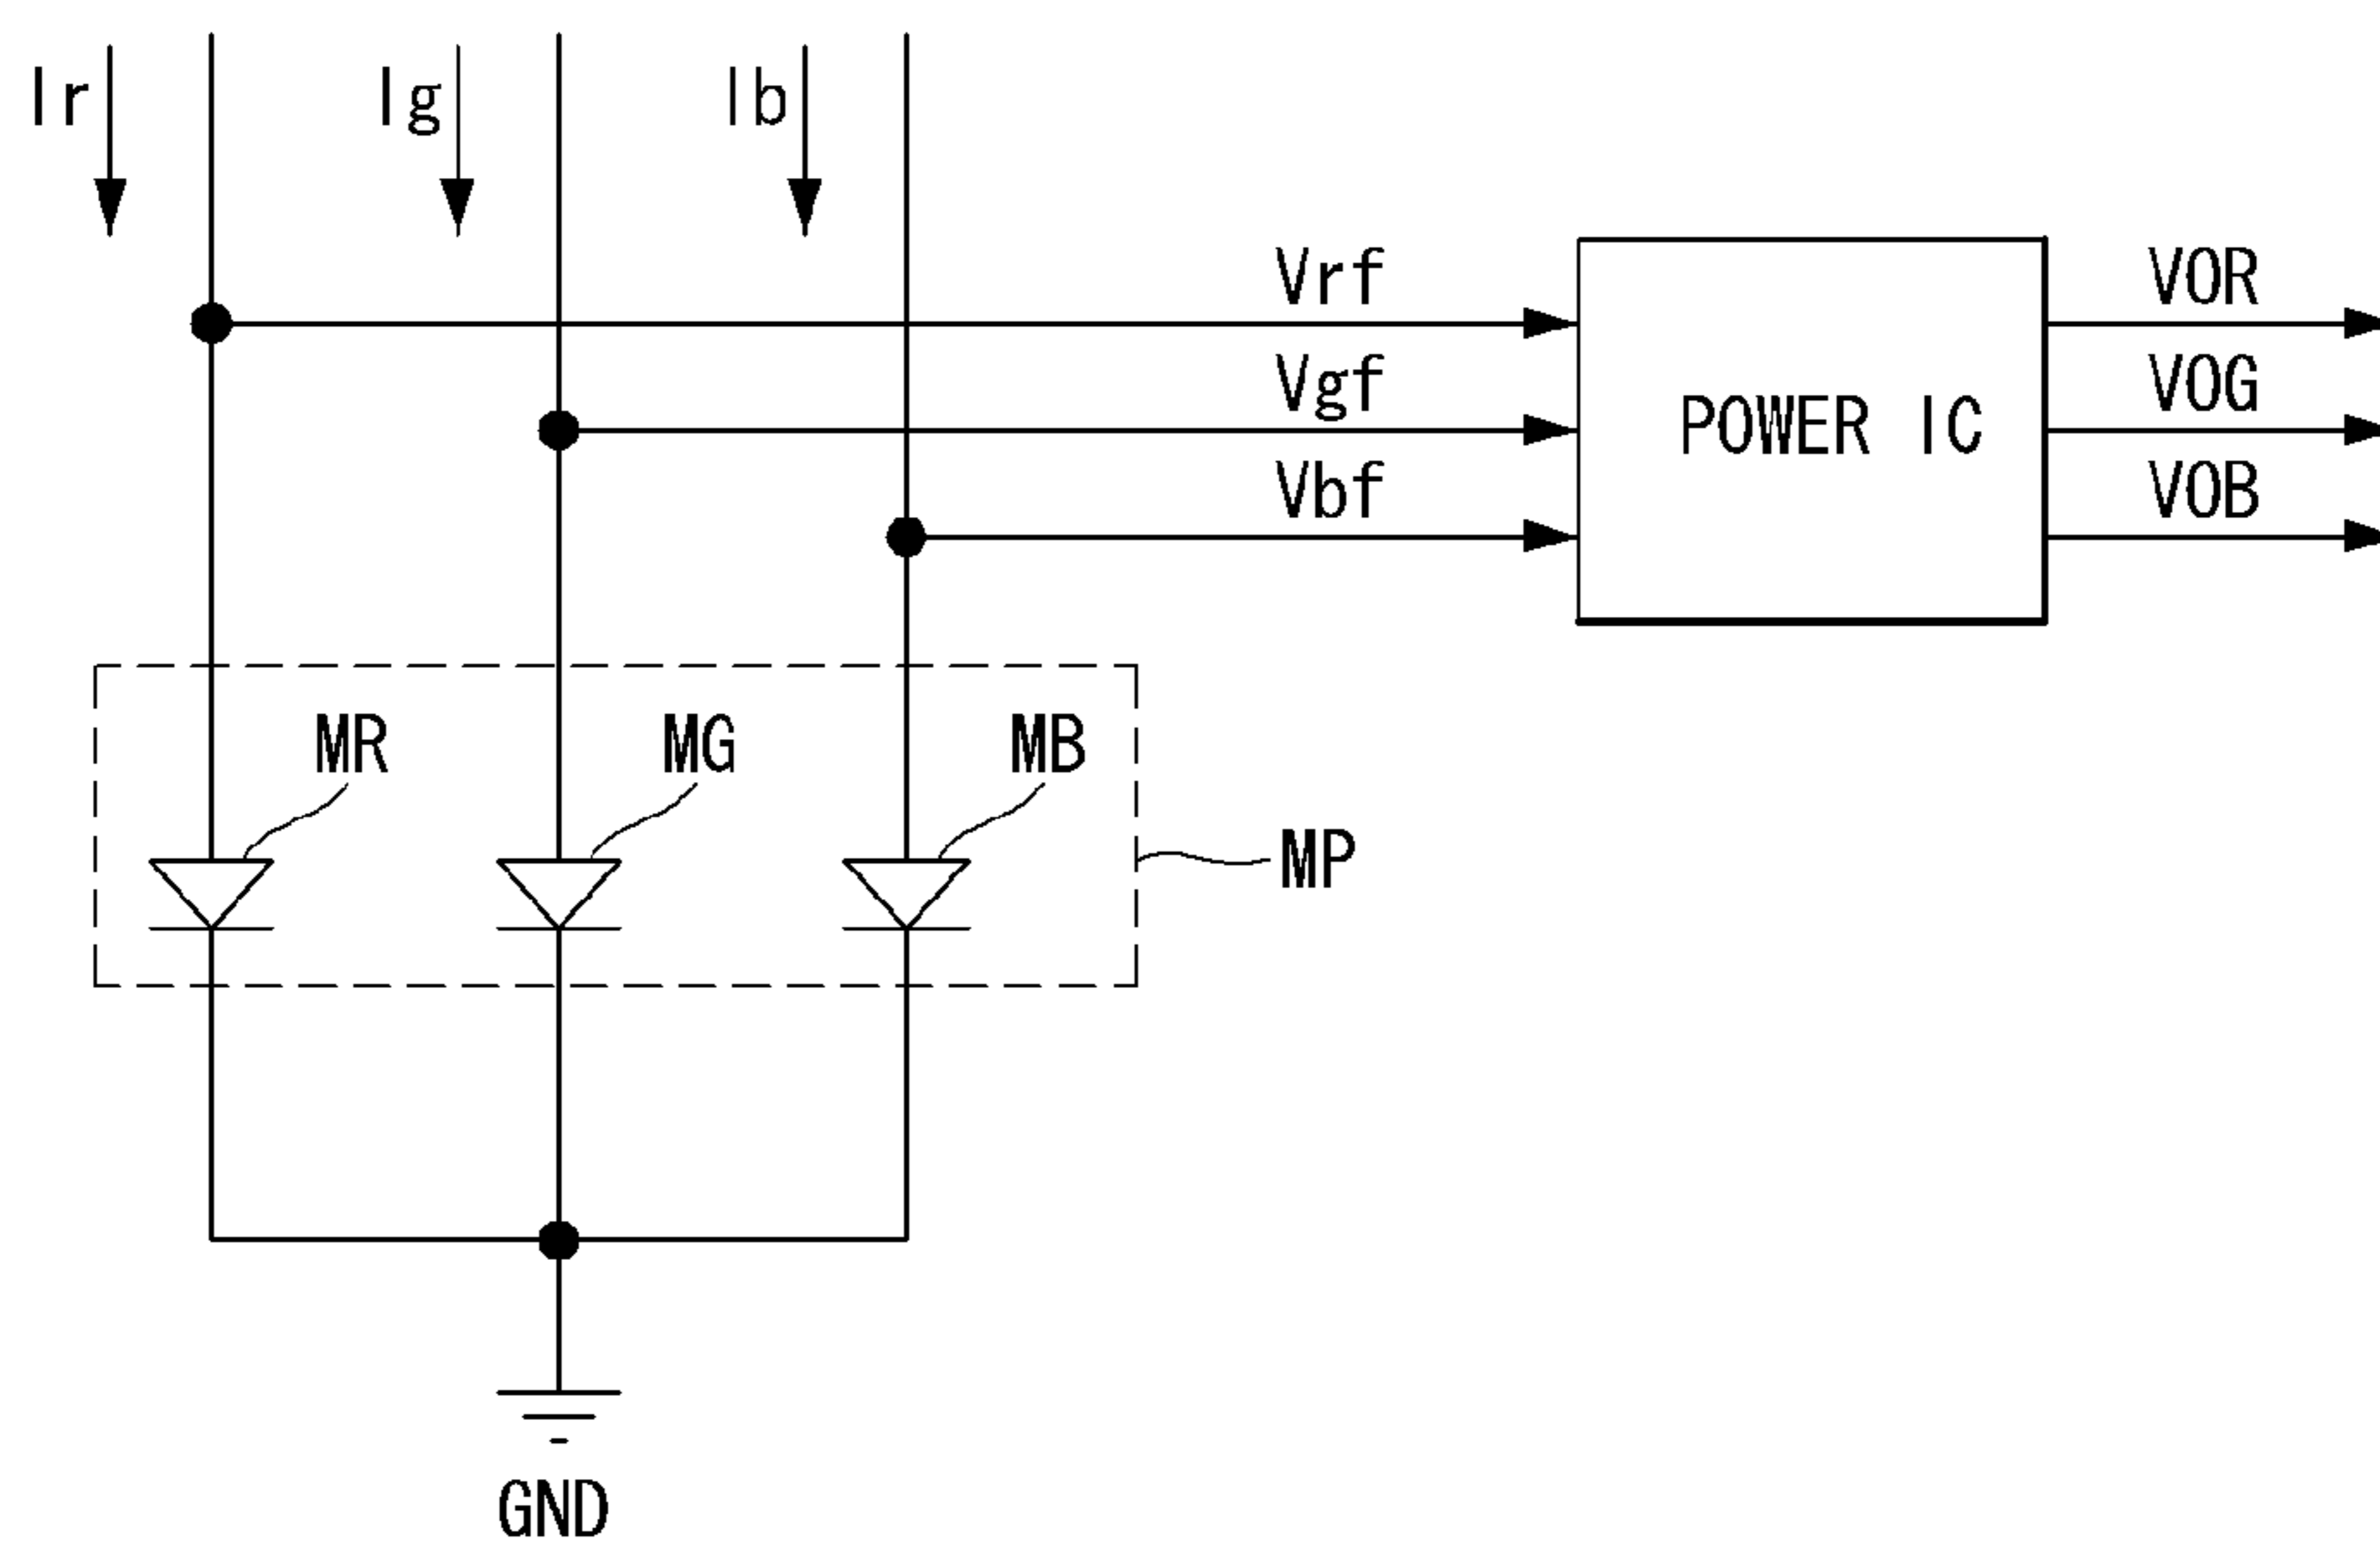 Ir
Ig
Ib
Vrf
VOR
Vgf
VOG
POWER IC
Vbf
VOB
MR
MG
MB
MP
GND